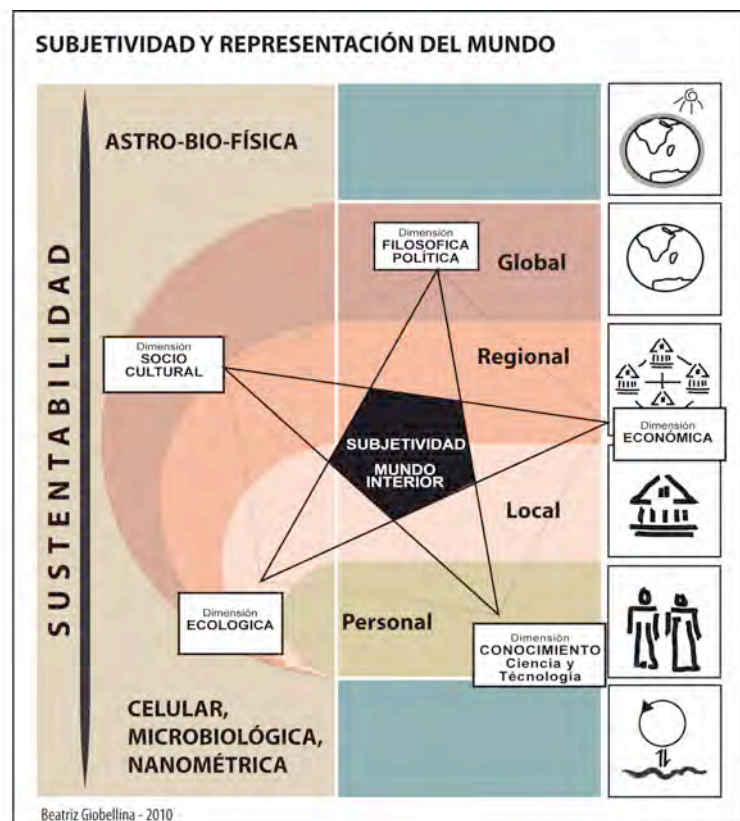 SUBJETIVIDAD Y REPRESENTACIÓN DEL MUNDO
SUSTENTABILIDAD
ASTRO-BIO-FÍSICA
Dimensión
FILOSOFICA
POLÍTICA
Global
Dimensión
SOCIO
CULTURAL
Regional
Dimensión
ECONÓMICA
SUBJETIVIDAD
MUNDO
INTERIOR
Local
Dimensión
ECOLOGICA
Personal
Dimensión
CONOCIMIENTO
Ciencia y
Técnología
CELULAR,
MICROBIOLÓGICA,
NANOMÉTRICA
Beatriz Giobellina - 2010